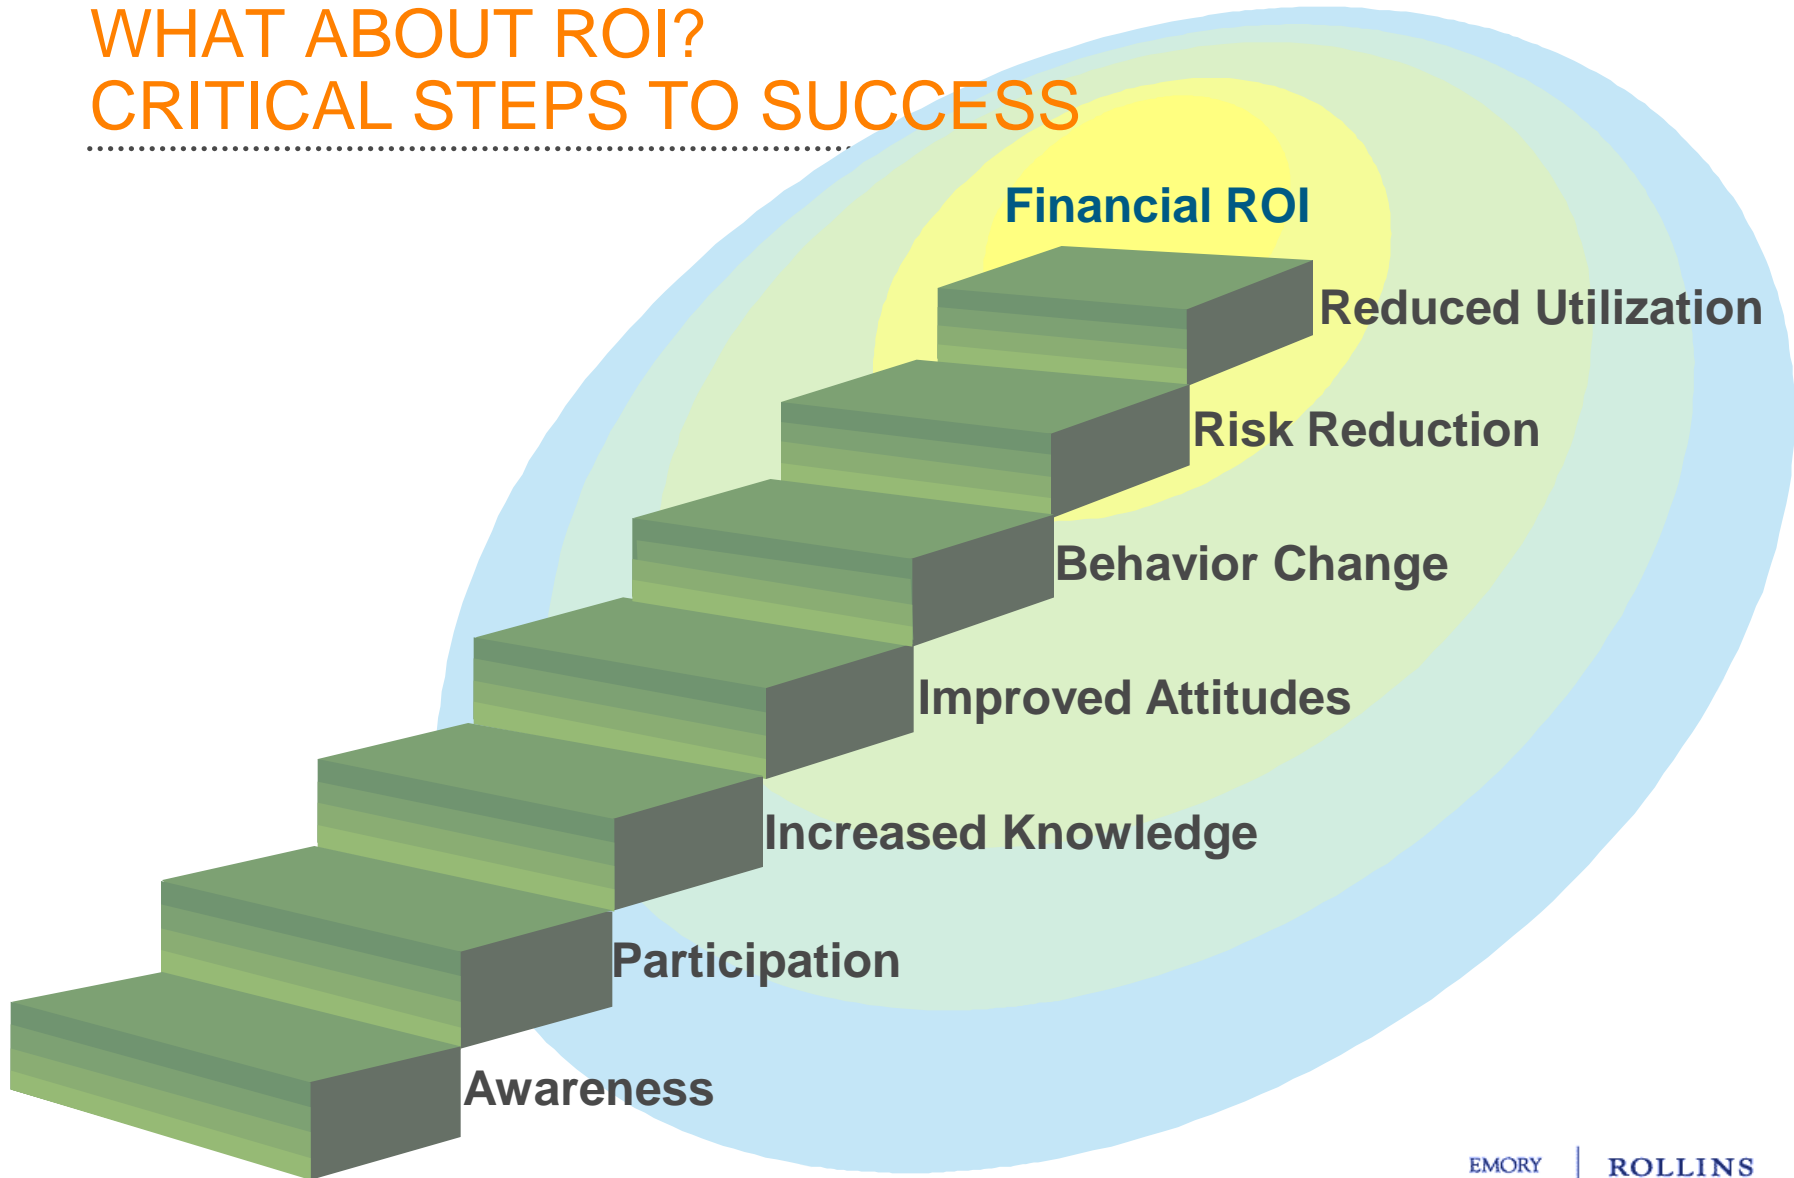 WHAT ABOUT ROI?
CRITICAL STEPS TO SUCCESS
Financial ROI
Reduced Utilization
Risk Reduction
Behavior Change
Improved Attitudes
Increased Knowledge
Participation
Awareness
EMORY
ROLLINS